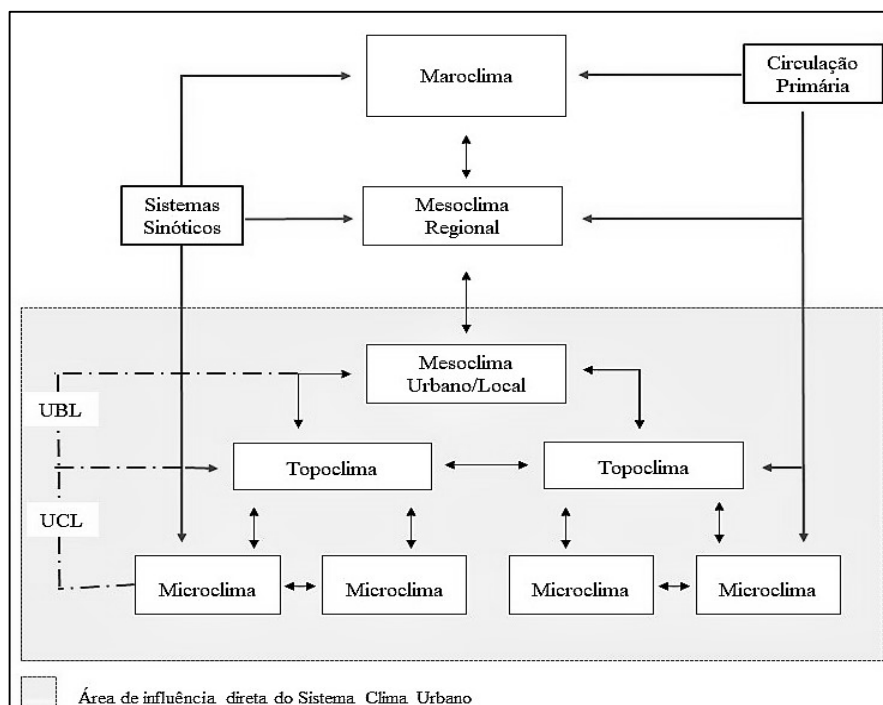 Maroclima
Circulação
Primária
Sistemas
Sinóticos
Mesoclima
Regional
Mesoclima
Urbano/Local
UBL
Topoclima
Topoclima
UCL
Microclima
Microclima
Microclima
Microclima
Área de influência direta do Sistema Clima Urbano